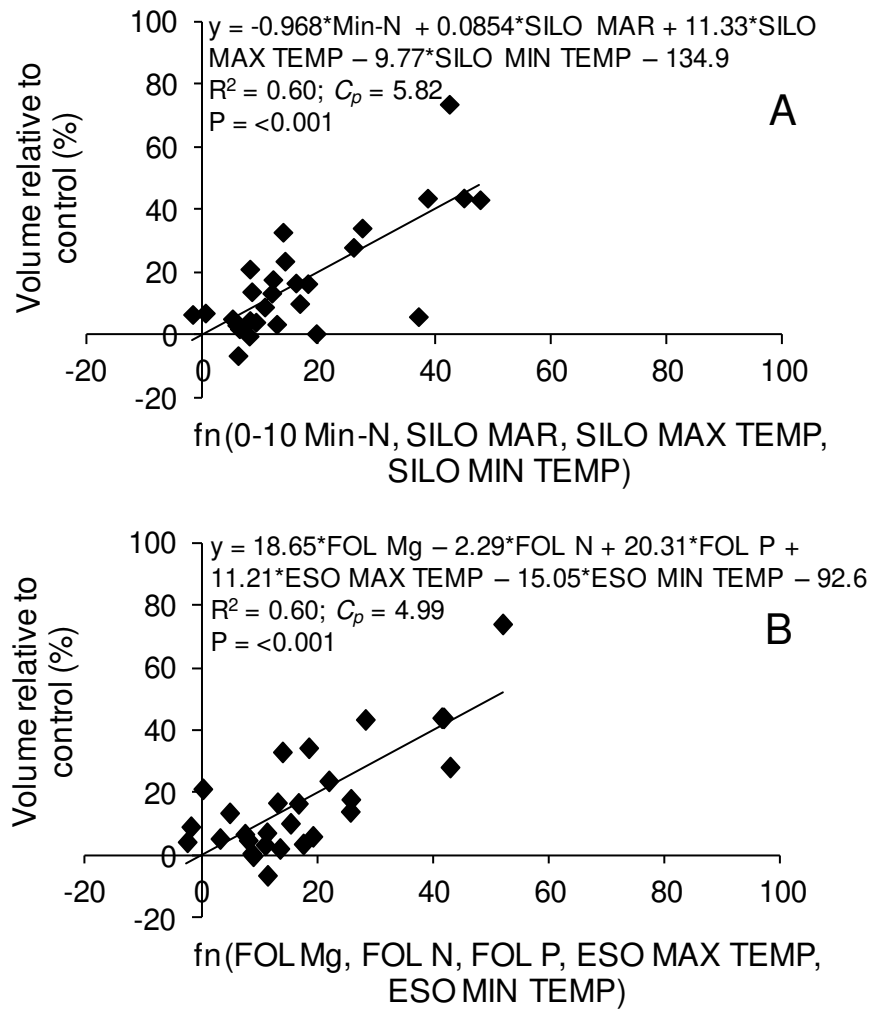 100
y = -0.968*Min-N + 0.0854*SILO MAR + 11.33*SILO
MAX TEMP – 9.77*SILO MIN TEMP – 134.9
R² = 0.60; Cp = 5.82
P = <0.001
A
80
60
40
20
0
-20
Volume relative to
control (%)
-20 0 20 40 60 80 100
fn(0-10 Min-N, SILO MAR, SILO MAX TEMP,
SILO MIN TEMP)
100
y = 18.65*FOL Mg – 2.29*FOL N + 20.31*FOL P +
11.21*ESO MAX TEMP – 15.05*ESO MIN TEMP – 92.6
R² = 0.60; Cp = 4.99
P = <0.001
B
80
60
40
20
0
-20
Volume relative to
control (%)
-20 0 20 40 60 80 100
fn(FOL Mg, FOL N, FOL P, ESO MAX TEMP,
ESO MIN TEMP)